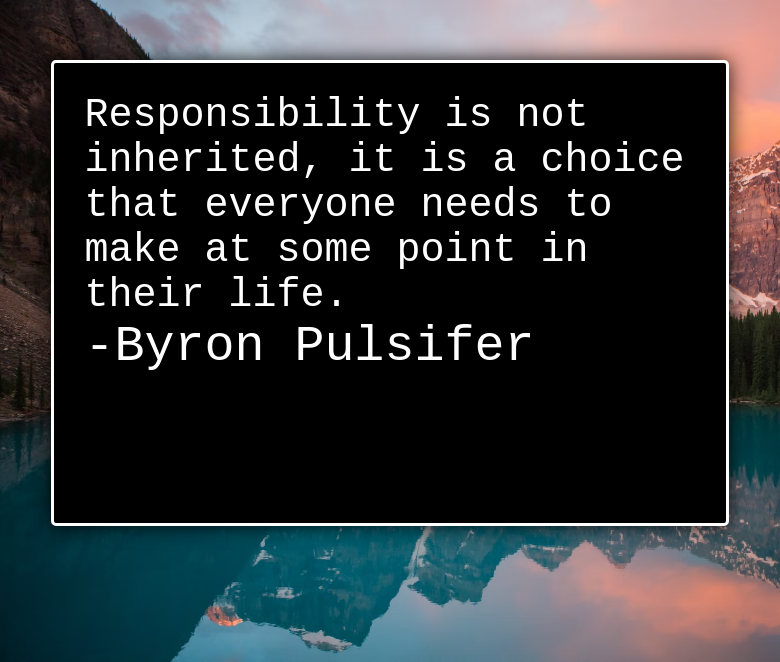 Responsibility is not
inherited, it is a choice
that everyone needs to
make at some point in
their life.
-Byron Pulsifer